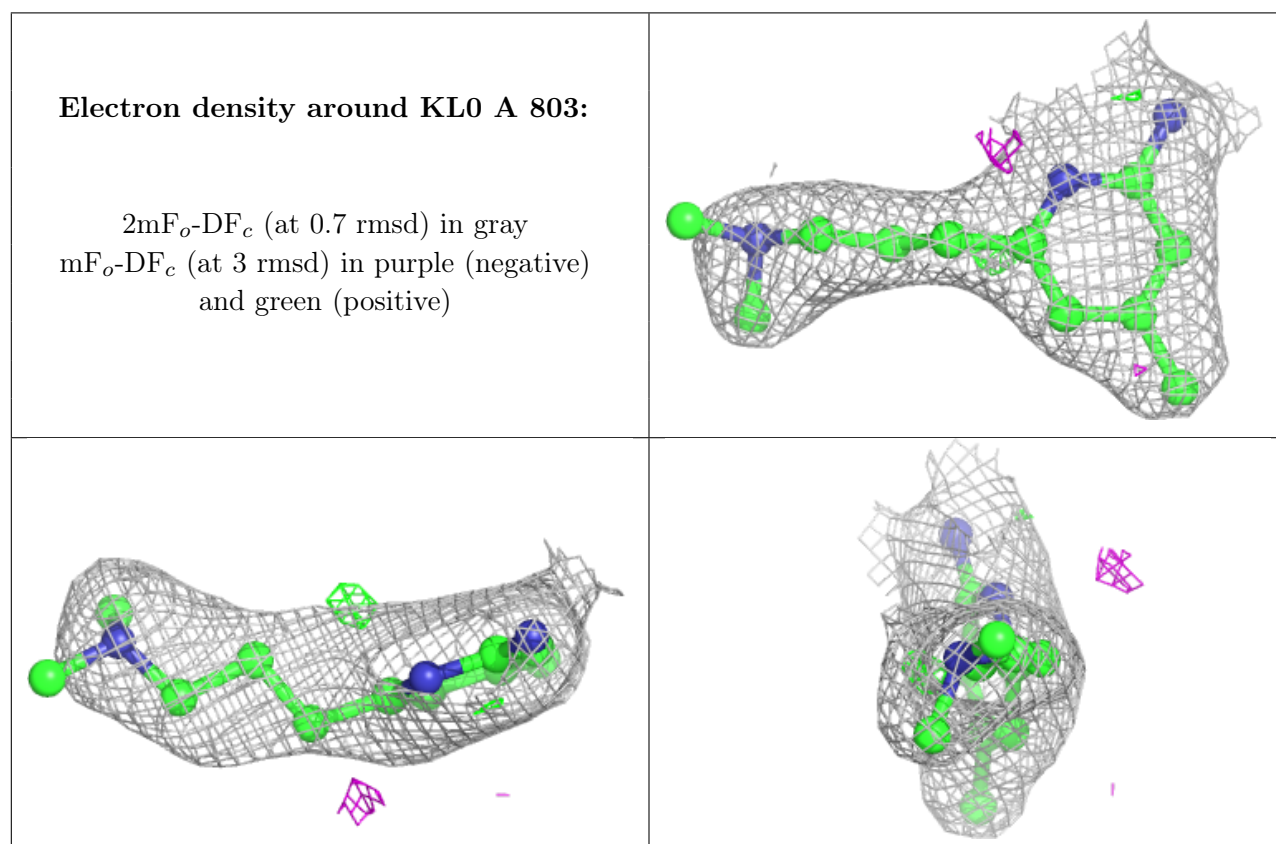 Electron density around KL0 A 803:
2mFo-DFc (at 0.7 rmsd) in gray
mFo-DFc (at 3 rmsd) in purple (negative)
and green (positive)